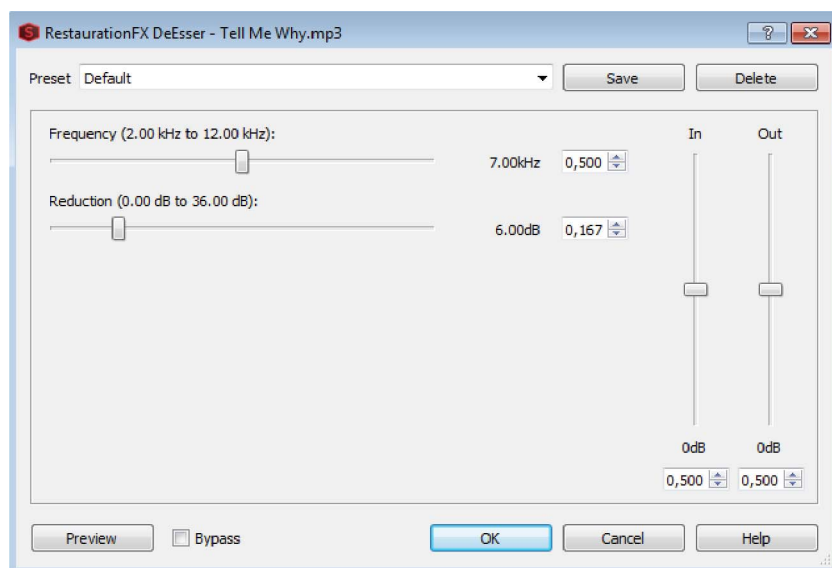 RestaurationFX DeEsser - Tell Me Why.mp3
Preset Default Save Delete
Frequency (2.00 kHz to 12.00 kHz): In Out
7.00kHz 0,500
Reduction (0.00 dB to 36.00 dB):
6.00dB 0,167
0dB 0dB
0,500 0,500
Preview Bypass OK Cancel Help